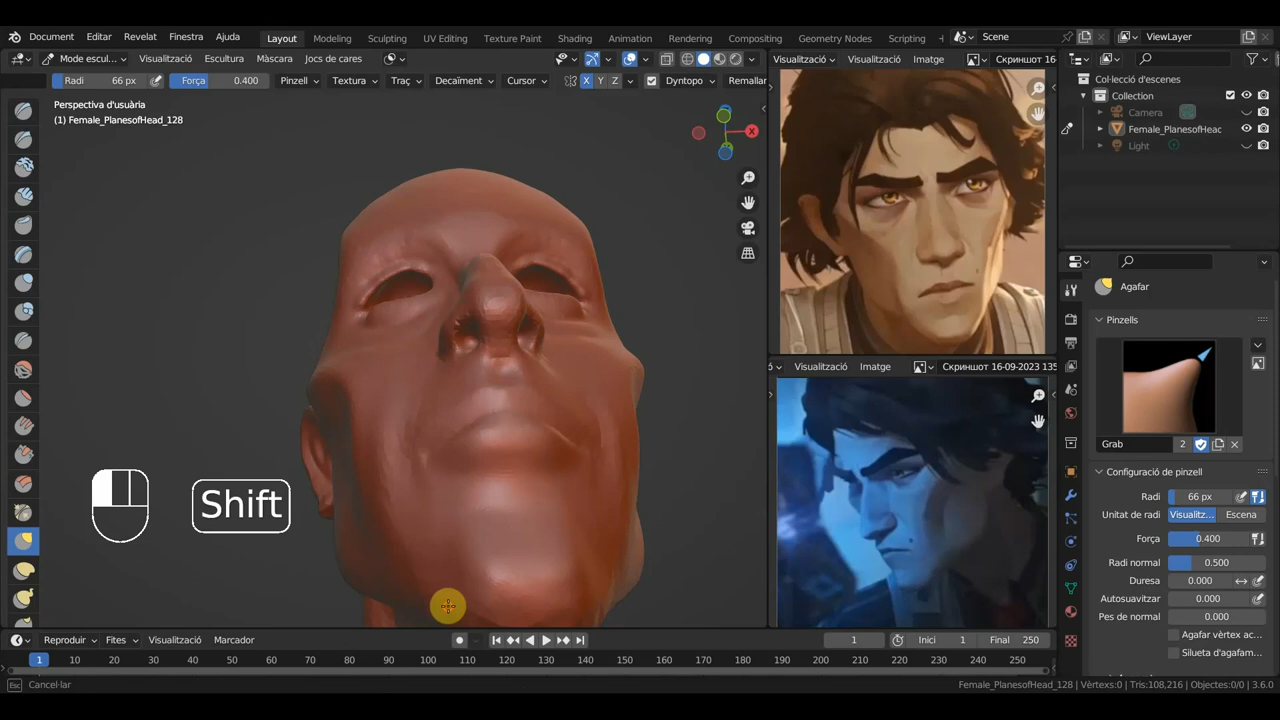 Document Editar Revelat Finestra Ajuda Layout Modeling Sculpting UV Editing Texture Paint Shading Animation Rendering Compositing Geometry Nodes Scripting Scene ViewLayer
Mode escul... Visualització Escultura Màscara Jocs de cares
Radi 66 px Força 0.400 Pinzell Textura Traç Decaïment Cursor X Y Z Dyntopo Remallar
Perspectiva d'usuària
(1) Female_PlanesofHead_128
X
Shift
Visualització Visualització Imatge Скриншот 16
ó Visualització Imatge Скриншот 16-09-2023 135
Col·lecció d'escenes
Collection
Camera
Female_PlanesofHeac
Light
Agafar
Pinzells
Grab 2
Configuració de pinzell
Radi 66 px
Unitat de radi Visualitz... Escena
Força 0.400
Radi normal 0.500
Duresa 0.000
Autosuavitzar 0.000
Pes de normal 0.000
Agafar vèrtex ac...
Silueta d'agafam...
Reproduir Fites Visualització Marcador 1 Inici 1 Final 250
1 10 20 30 40 50 60 70 80 90 100 110 120 130 140 150 160 170 180 190 200 210 220 230 240 250
Esc Cancel·lar Female_PlanesofHead_128 | Vèrtexs:0 | Tris:108,216 | Objectes:0/0 | 3.6.0